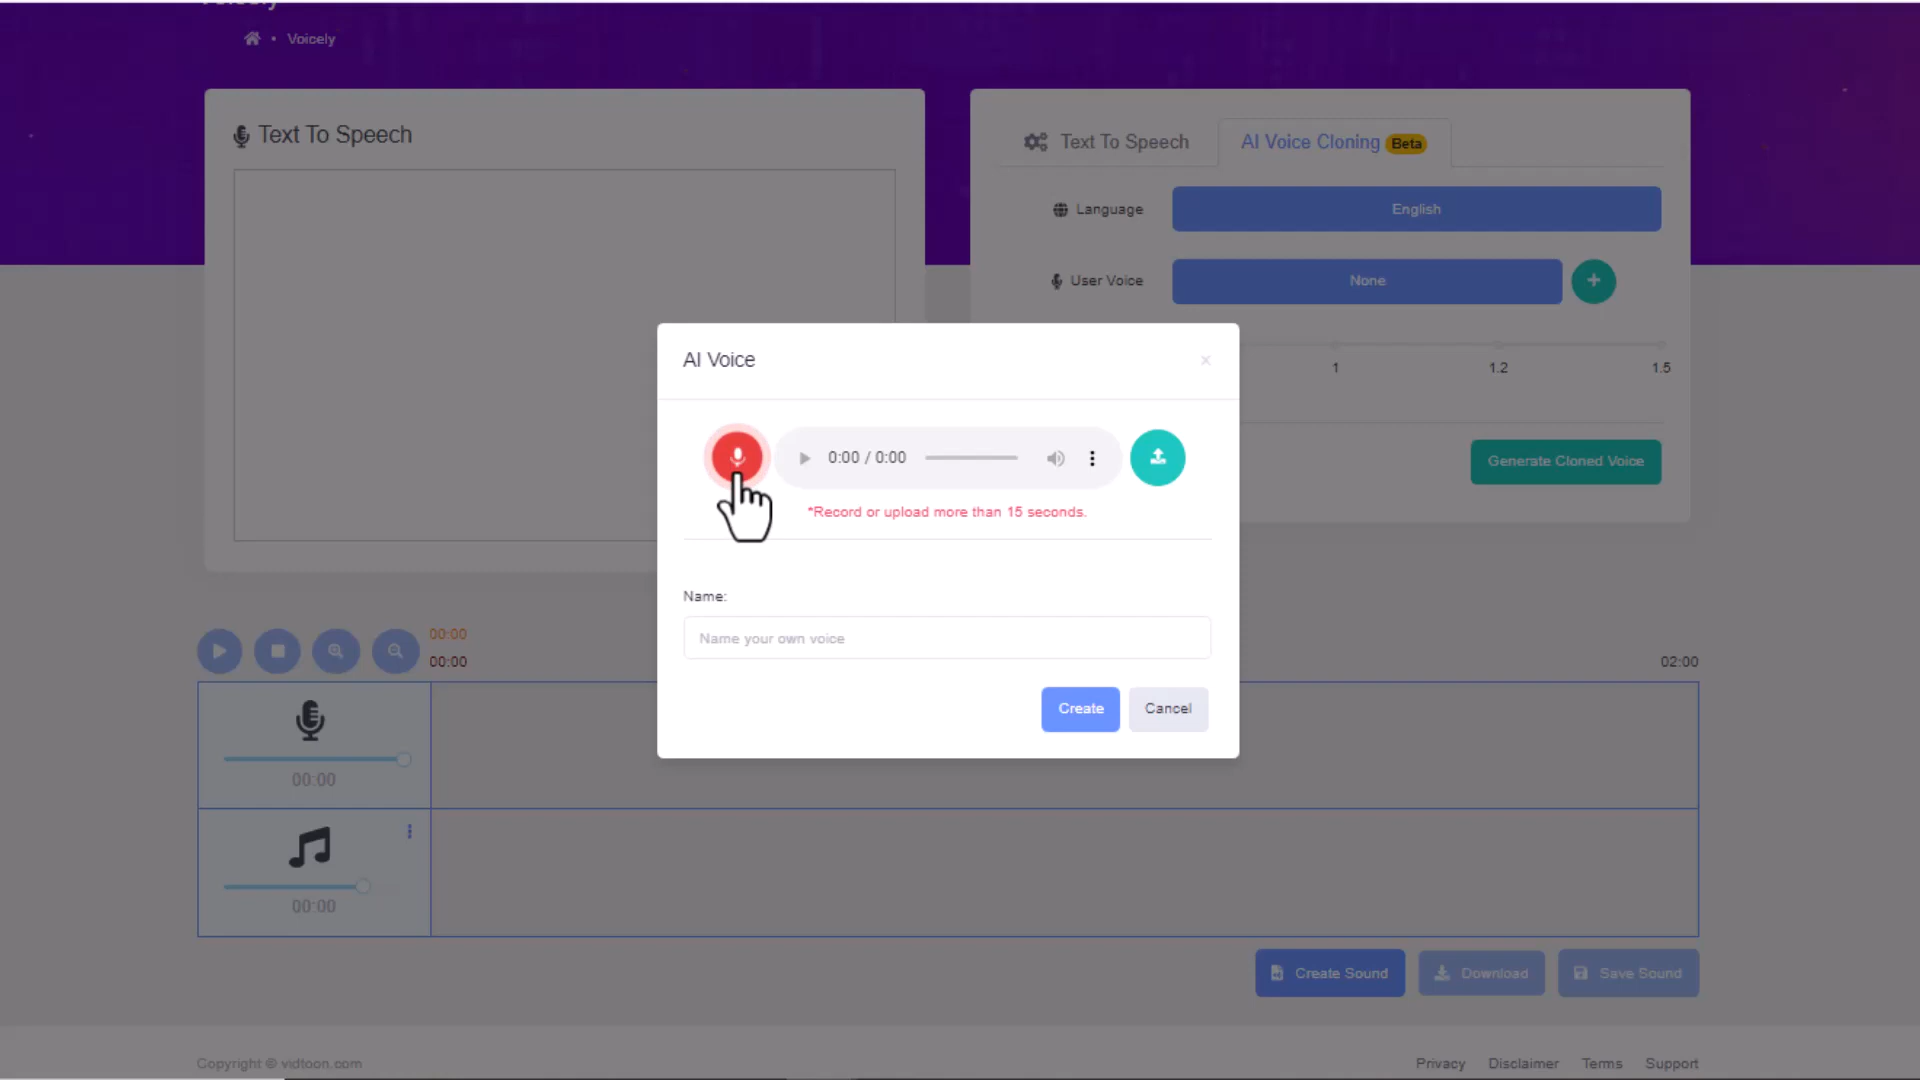 Voicely
Text To Speech
Text To Speech
AI Voice Cloning Beta
Language
English
User Voice
None
1
1.2
1.5
Generate Cloned Voice
AI Voice
×
0:00 / 0:00
*Record or upload more than 15 seconds.
Name:
Name your own voice
Create
Cancel
00:00
00:00
02:00
00:00
00:00
Create Sound
Download
Save Sound
Copyright © vidtoon.com
Privacy
Disclaimer
Terms
Support